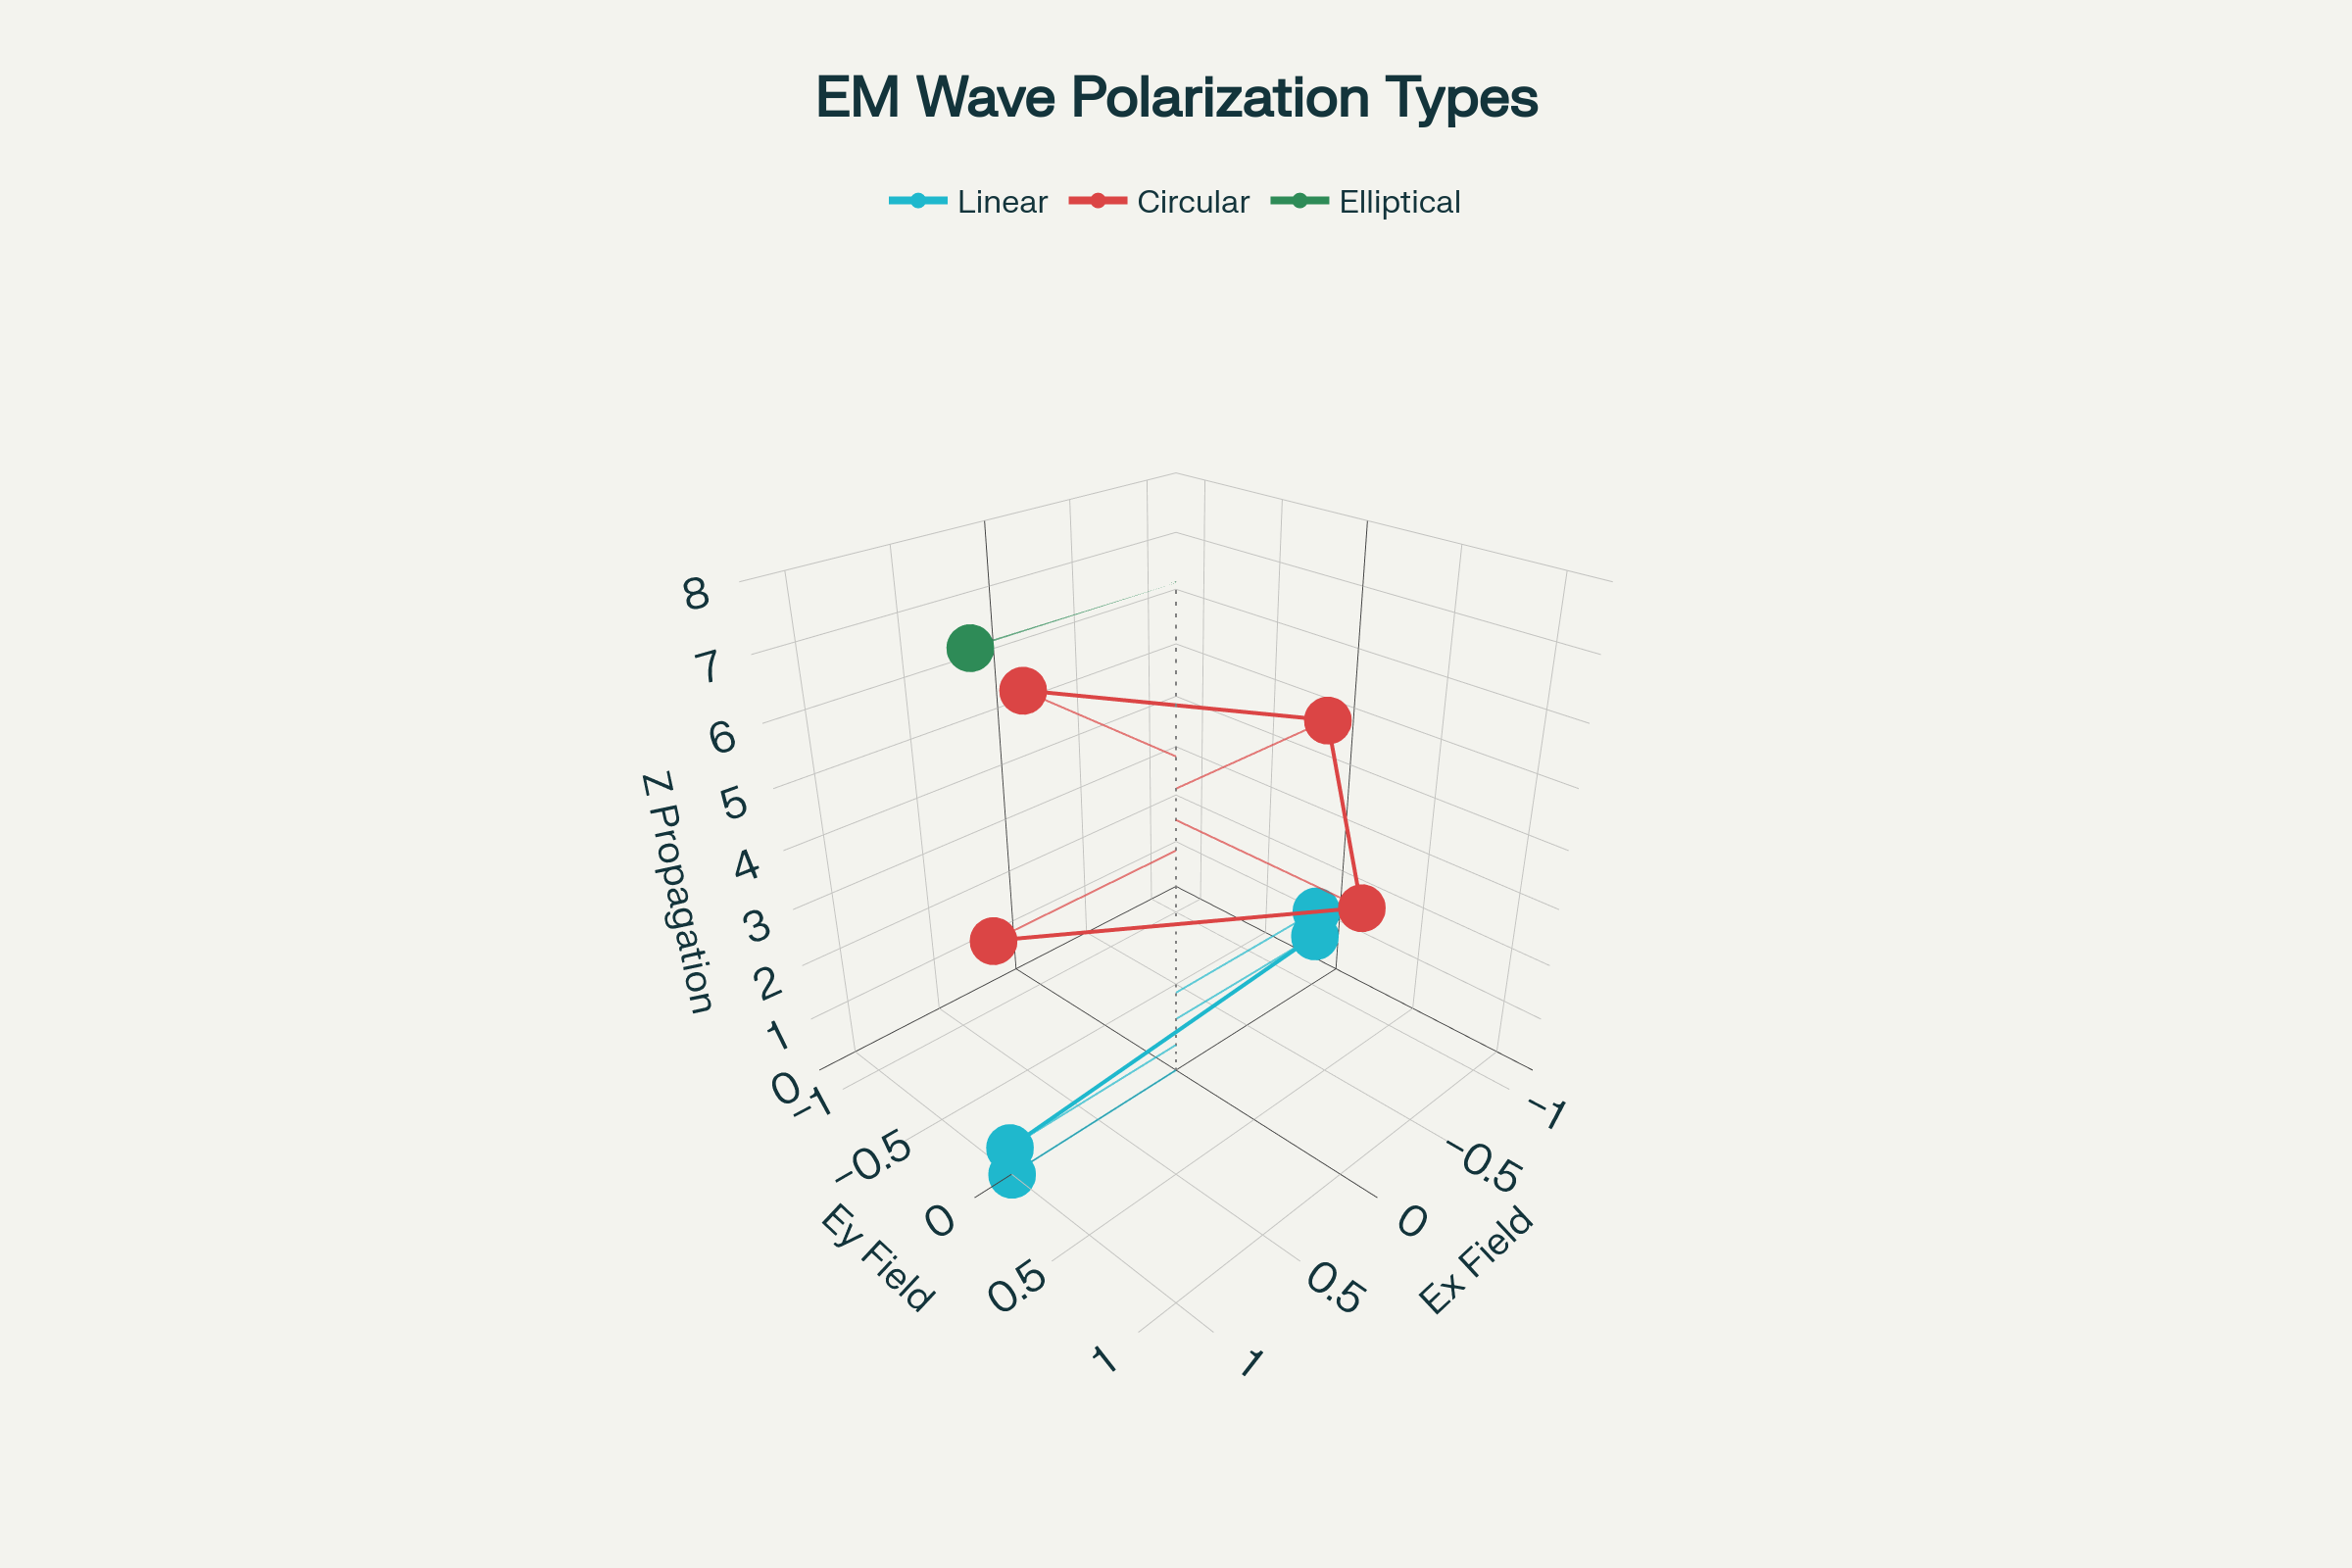 EM Wave Polarization Types
Linear
Circular
Elliptical
8
7
6
5
4
3
2
1
0
Z Propagation
−1
−0.5
0
0.5
1
Ey Field
−1
−0.5
0
0.5
1
Ex Field